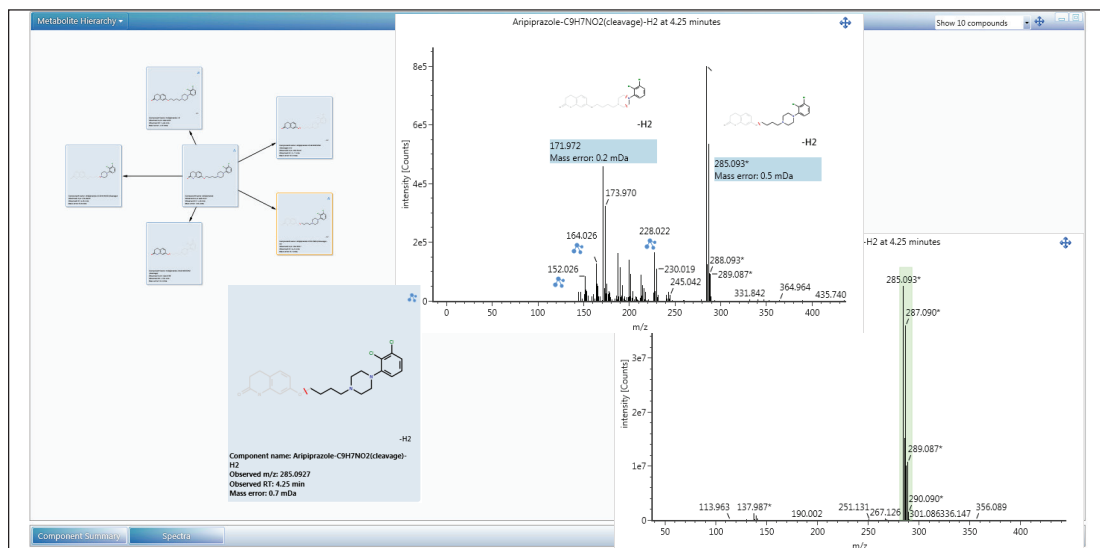 Metabolite Hierarchy
Aripiprazole-C9H7NO2(cleavage)-H2 at 4.25 minutes
Show 10 compounds
8e5
6e5
4e5
2e5
0
intensity [Counts]
-H2
171.972
Mass error: 0.2 mDa
173.970
164.026
152.026
228.022
230.019
245.042
-H2
285.093*
Mass error: 0.5 mDa
288.093*
289.087*
331.842
364.964
435.740
0
50
100
150
200
250
300
350
400
m/z
-H2
Component name: Aripiprazole-C9H7NO2(cleavage)-
H2
Observed m/z: 285.0927
Observed RT: 4.25 min
Mass error: 0.7 mDa
-H2 at 4.25 minutes
285.093*
287.090*
289.087*
290.090*
3e7
2e7
1e7
0
intensity [Counts]
113.963
137.987*
190.002
251.131
267.126
301.086
336.147
356.089
50
100
150
200
250
300
350
400
m/z
Component Summary
Spectra